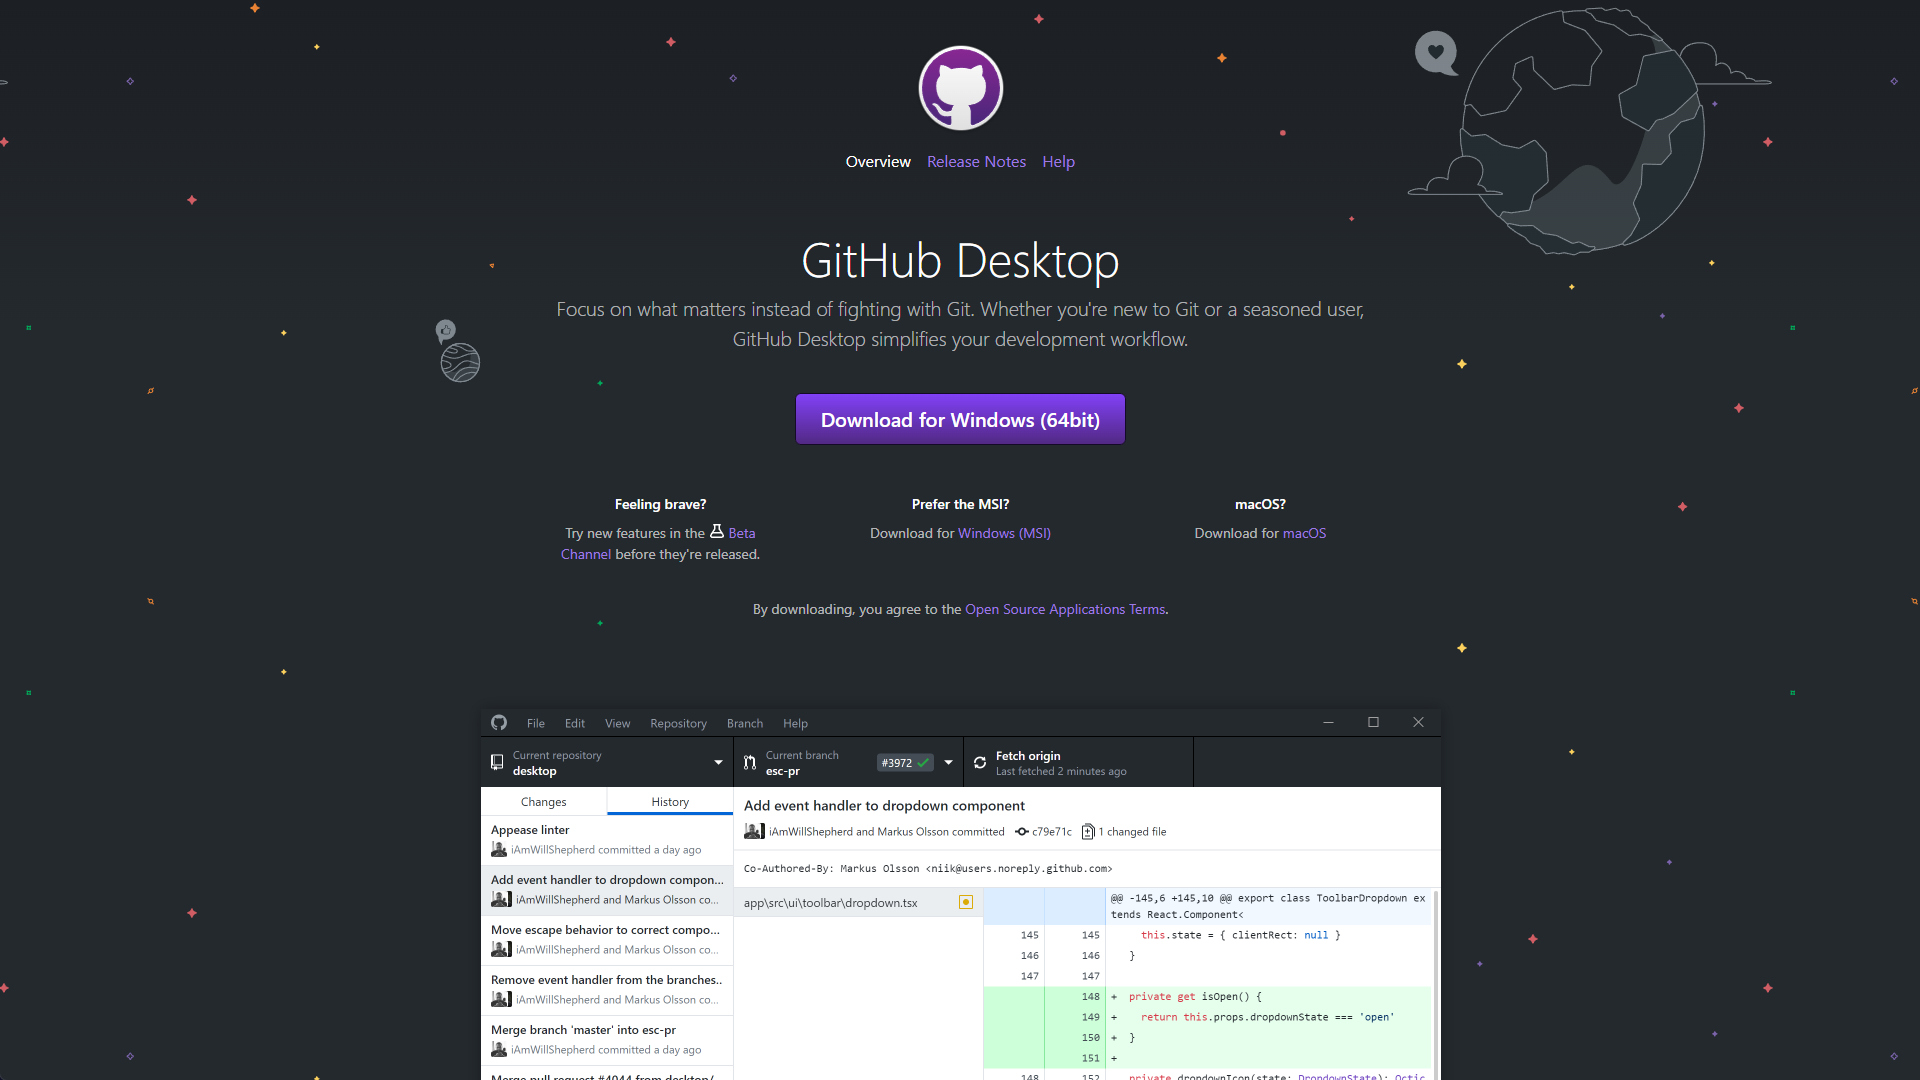 Overview Release Notes Help
GitHub Desktop
Focus on what matters instead of fighting with Git. Whether you're new to Git or a seasoned user,
GitHub Desktop simplifies your development workflow.
Download for Windows (64bit)
Feeling brave?
Try new features in the Beta
Channel before they're released.
Prefer the MSI?
Download for Windows (MSI)
macOS?
Download for macOS
By downloading, you agree to the Open Source Applications Terms.
File Edit View Repository Branch Help
Current repository
desktop
Current branch
esc-pr
#3972
Fetch origin
Last fetched 2 minutes ago
Changes History
Appease linter
iAmWillShepherd committed a day ago
Add event handler to dropdown compon...
iAmWillShepherd and Markus Olsson co...
Move escape behavior to correct compo...
iAmWillShepherd and Markus Olsson co...
Remove event handler from the branches..
iAmWillShepherd and Markus Olsson co...
Merge branch 'master' into esc-pr
iAmWillShepherd committed a day ago
Merge pull request #4044 from desktop/
Add event handler to dropdown component
iAmWillShepherd and Markus Olsson committed c79e71c 1 changed file
Co-Authored-By: Markus Olsson <niik@users.noreply.github.com>
app\src\ui\toolbar\dropdown.tsx
@@ -145,6 +145,10 @@ export class ToolbarDropdown ex
tends React.Component<
145 145 this.state = { clientRect: null }
146 146 }
147 147
148 + private get isOpen() {
149 + return this.props.dropdownState === 'open'
150 + }
151 +
148 152 private dropdownIcon(state: DropdownState): Octic